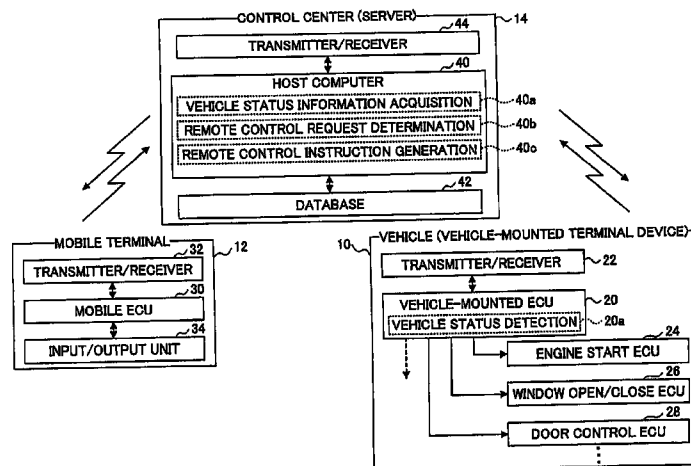 CONTROL CENTER (SERVER)
14
TRANSMITTER/RECEIVER
44
HOST COMPUTER
40
VEHICLE STATUS INFORMATION ACQUISITION
40a
REMOTE CONTROL REQUEST DETERMINATION
40b
REMOTE CONTROL INSTRUCTION GENERATION
40c
DATABASE
42
MOBILE TERMINAL
12
TRANSMITTER/RECEIVER
32
MOBILE ECU
30
INPUT/OUTPUT UNIT
34
VEHICLE (VEHICLE-MOUNTED TERMINAL DEVICE)
10
TRANSMITTER/RECEIVER
22
VEHICLE-MOUNTED ECU
20
VEHICLE STATUS DETECTION
20a
ENGINE START ECU
24
WINDOW OPEN/CLOSE ECU
26
DOOR CONTROL ECU
28